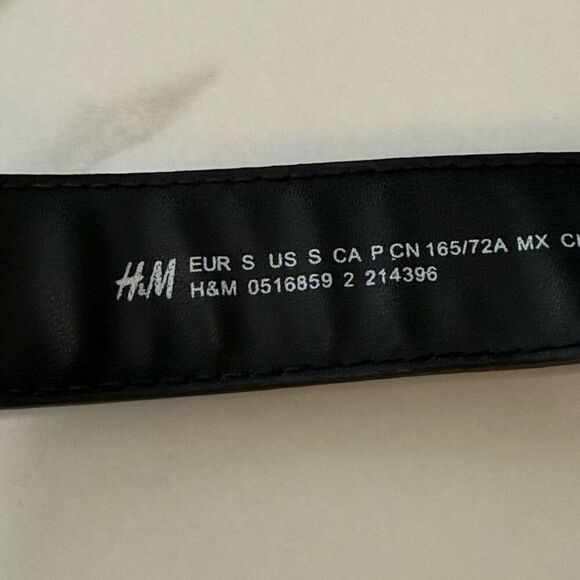 H&M EUR S US S CA P CN 165/72A MX
H&M 0516859 2 214396